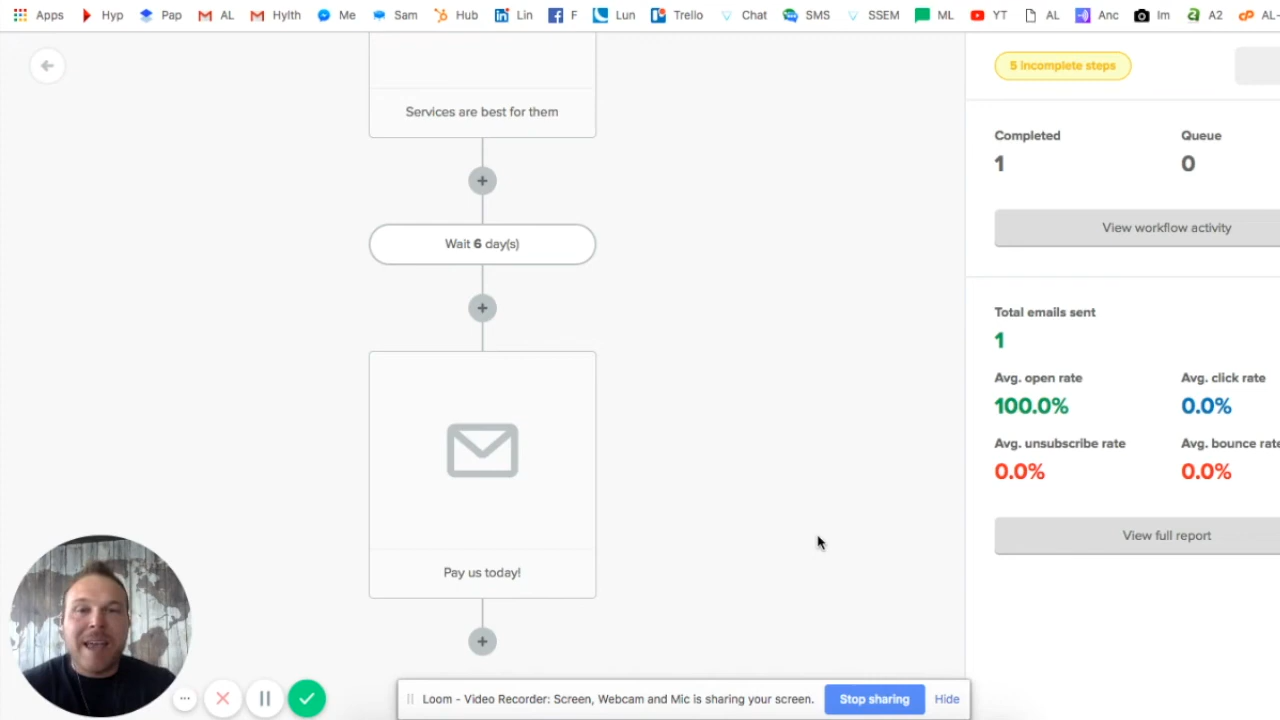 Apps Hyp Pap AL Hylth Me Sam Hub Lin F Lun Trello Chat SMS SSEM ML YT AL Anc Im A2 AL-
5 incomplete steps
Services are best for them
Completed Queue
1 0
View workflow activity
Wait 6 day(s)
Total emails sent
1
Avg. open rate Avg. click rate
100.0% 0.0%
Avg. unsubscribe rate Avg. bounce rate
0.0% 0.0%
View full report
Pay us today!
Loom - Video Recorder: Screen, Webcam and Mic is sharing your screen. Stop sharing Hide